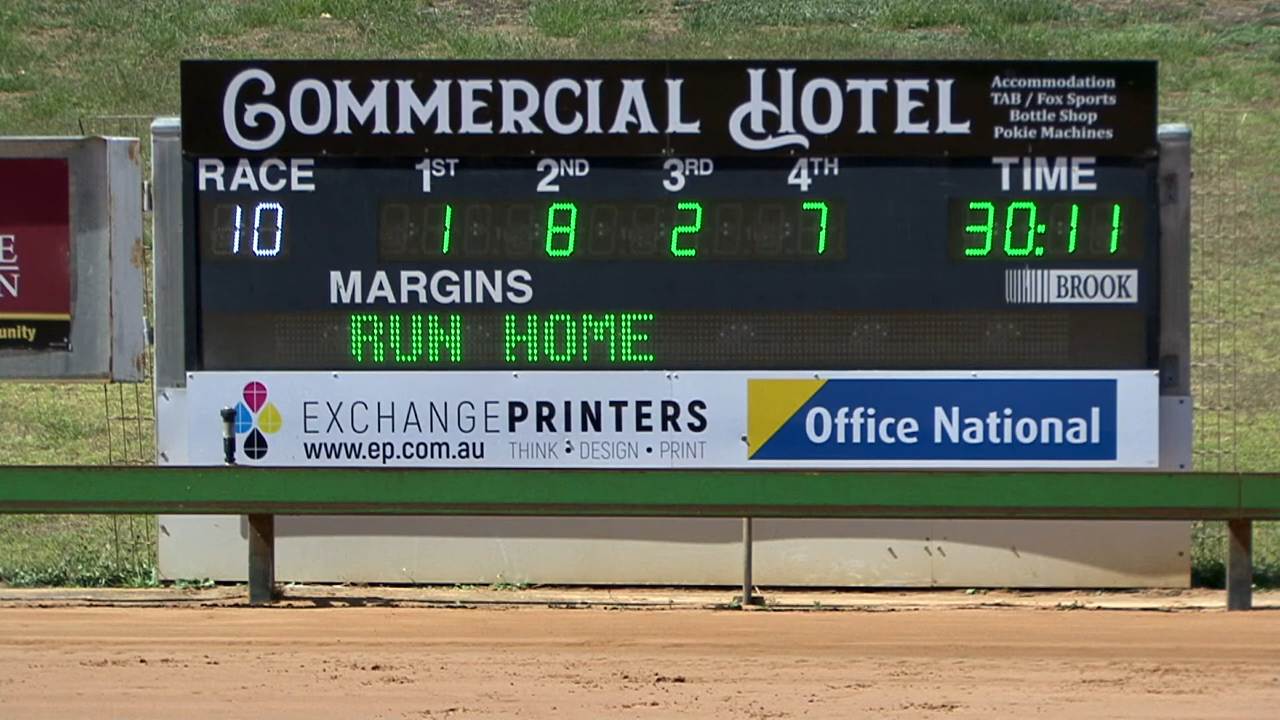 COMMERCIAL HOTEL
Accommodation
TAB / Fox Sports
Bottle Shop
Pokie Machines
RACE 1ST 2ND 3RD 4TH TIME
10 1 8 2 7 30:11
MARGINS
BROOK
RUN HOME
E
N
unity
EXCHANGEPRINTERS
www.ep.com.au THINK • DESIGN • PRINT
Office National